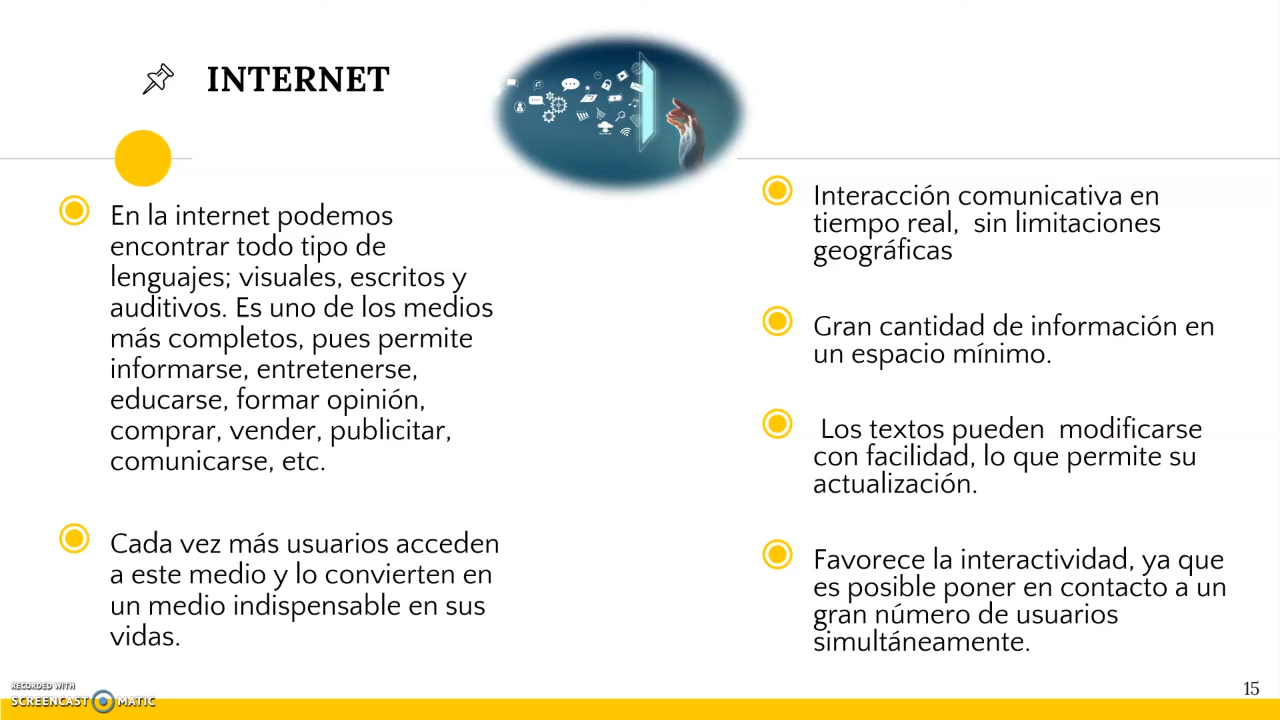 INTERNET
En la internet podemos
encontrar todo tipo de
lenguajes; visuales, escritos y
auditivos. Es uno de los medios
más completos, pues permite
informarse, entretenerse,
educarse, formar opinión,
comprar, vender, publicitar,
comunicarse, etc.
Cada vez más usuarios acceden
a este medio y lo convierten en
un medio indispensable en sus
vidas.
Interacción comunicativa en
tiempo real,  sin limitaciones
geográficas
Gran cantidad de información en
un espacio mínimo.
Los textos pueden  modificarse
con facilidad, lo que permite su
actualización.
Favorece la interactividad, ya que
es posible poner en contacto a un
gran número de usuarios
simultáneamente.
15
RECORDED WITH
SCREENCAST MATIC